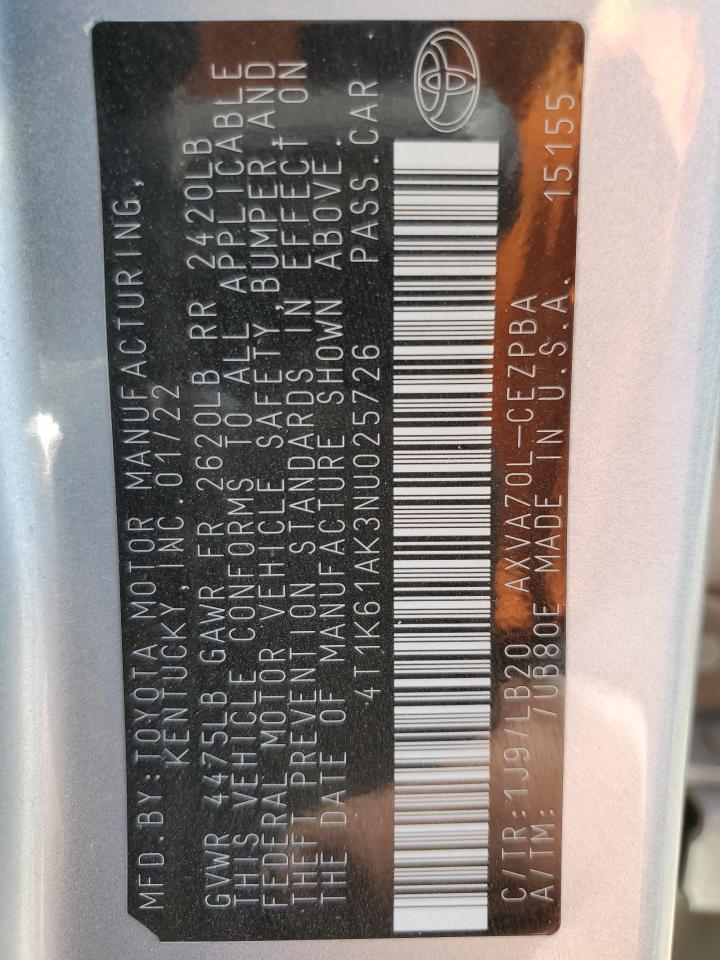 MFD.BY:TOYOTA MOTOR MANUFACTURING,
KENTUCKY,INC.01/22
GVWR 4475LB GAWR FR 2620LB RR 2420LB
THIS VEHICLE CONFORMS TO ALL APPLICABLE
FEDERAL MOTOR VEHICLE SAFETY,BUMPER,AND
THEFT PREVENTION STANDARDS IN EFFECT ON
THE DATE OF MANUFACTURE SHOWN ABOVE.
4T1K61AK3NU025726 PASS.CAR
C/TR:1J9/LB20 AXVA70L-CEZPBA 15155
A/TM: /UB80E MADE IN U.S.A.